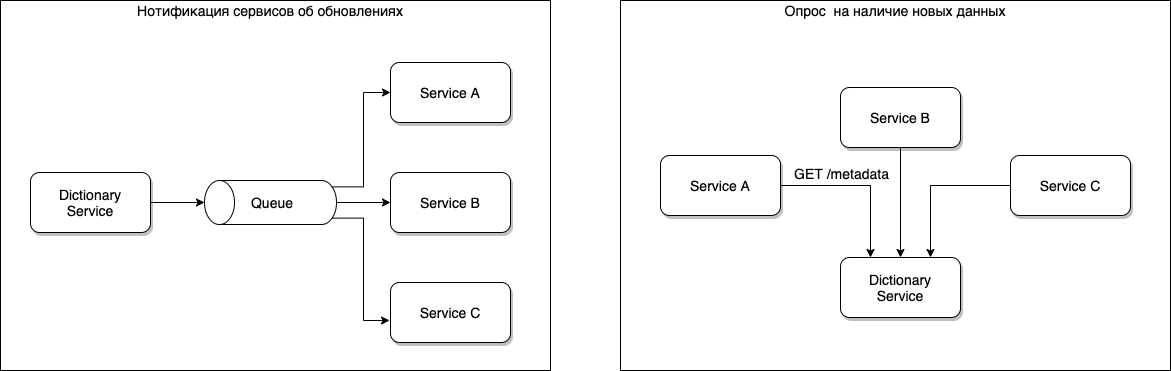 Нотификация сервисов об обновлениях
Service A
Dictionary
Service
Queue
Service B
Service C
Опрос на наличие новых данных
Service B
Service A
GET /metadata
Service C
Dictionary
Service